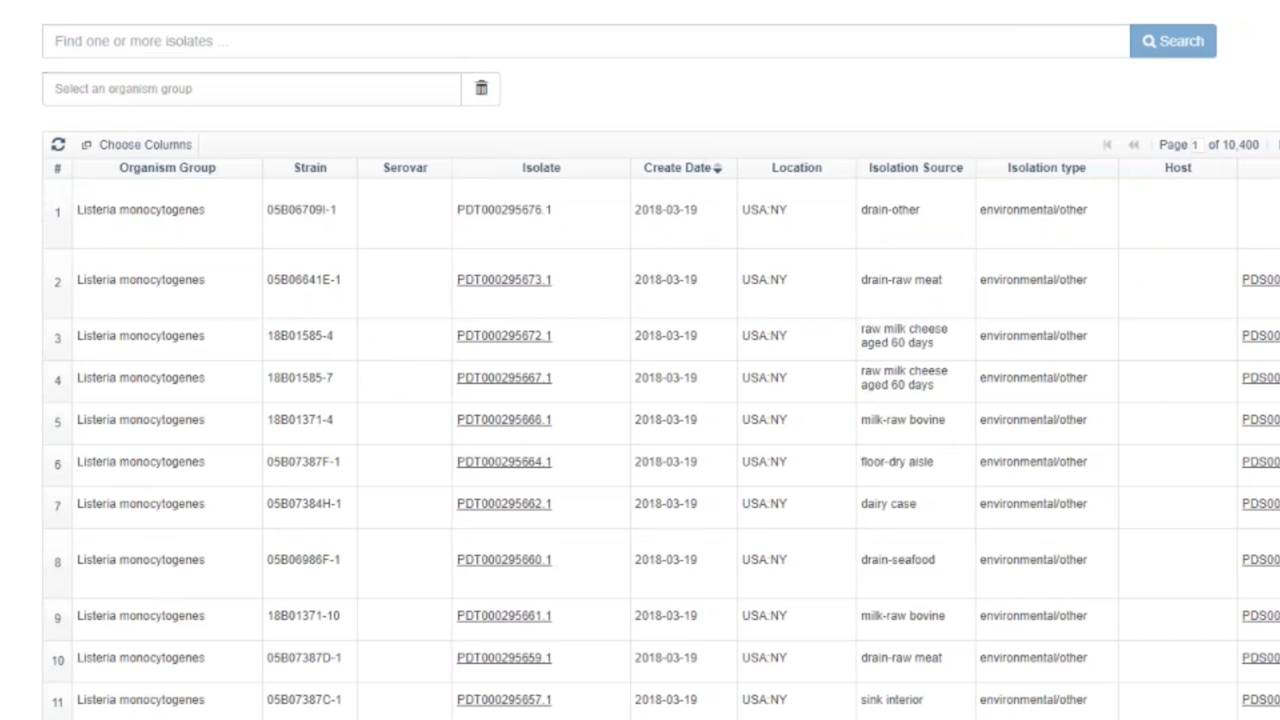 Find one or more isolates ...
Search
Select an organism group
Choose Columns
Page 1 of 10,400
# Organism Group Strain Serovar Isolate Create Date Location Isolation Source Isolation type Host
1 Listeria monocytogenes 05B06709I-1 PDT000295676.1 2018-03-19 USA:NY drain-other environmental/other
2 Listeria monocytogenes 05B06641E-1 PDT000295673.1 2018-03-19 USA:NY drain-raw meat environmental/other PDS00
3 Listeria monocytogenes 18B01585-4 PDT000295672.1 2018-03-19 USA:NY raw milk cheese aged 60 days environmental/other PDS00
4 Listeria monocytogenes 18B01585-7 PDT000295667.1 2018-03-19 USA:NY raw milk cheese aged 60 days environmental/other PDS00
5 Listeria monocytogenes 18B01371-4 PDT000295666.1 2018-03-19 USA:NY milk-raw bovine environmental/other PDS00
6 Listeria monocytogenes 05B07387F-1 PDT000295664.1 2018-03-19 USA:NY floor-dry aisle environmental/other PDS00
7 Listeria monocytogenes 05B07384H-1 PDT000295662.1 2018-03-19 USA:NY dairy case environmental/other PDS00
8 Listeria monocytogenes 05B06986F-1 PDT000295660.1 2018-03-19 USA:NY drain-seafood environmental/other PDS00
9 Listeria monocytogenes 18B01371-10 PDT000295661.1 2018-03-19 USA:NY milk-raw bovine environmental/other PDS00
10 Listeria monocytogenes 05B07387D-1 PDT000295659.1 2018-03-19 USA:NY drain-raw meat environmental/other PDS00
11 Listeria monocytogenes 05B07387C-1 PDT000295657.1 2018-03-19 USA:NY sink interior environmental/other PDS00